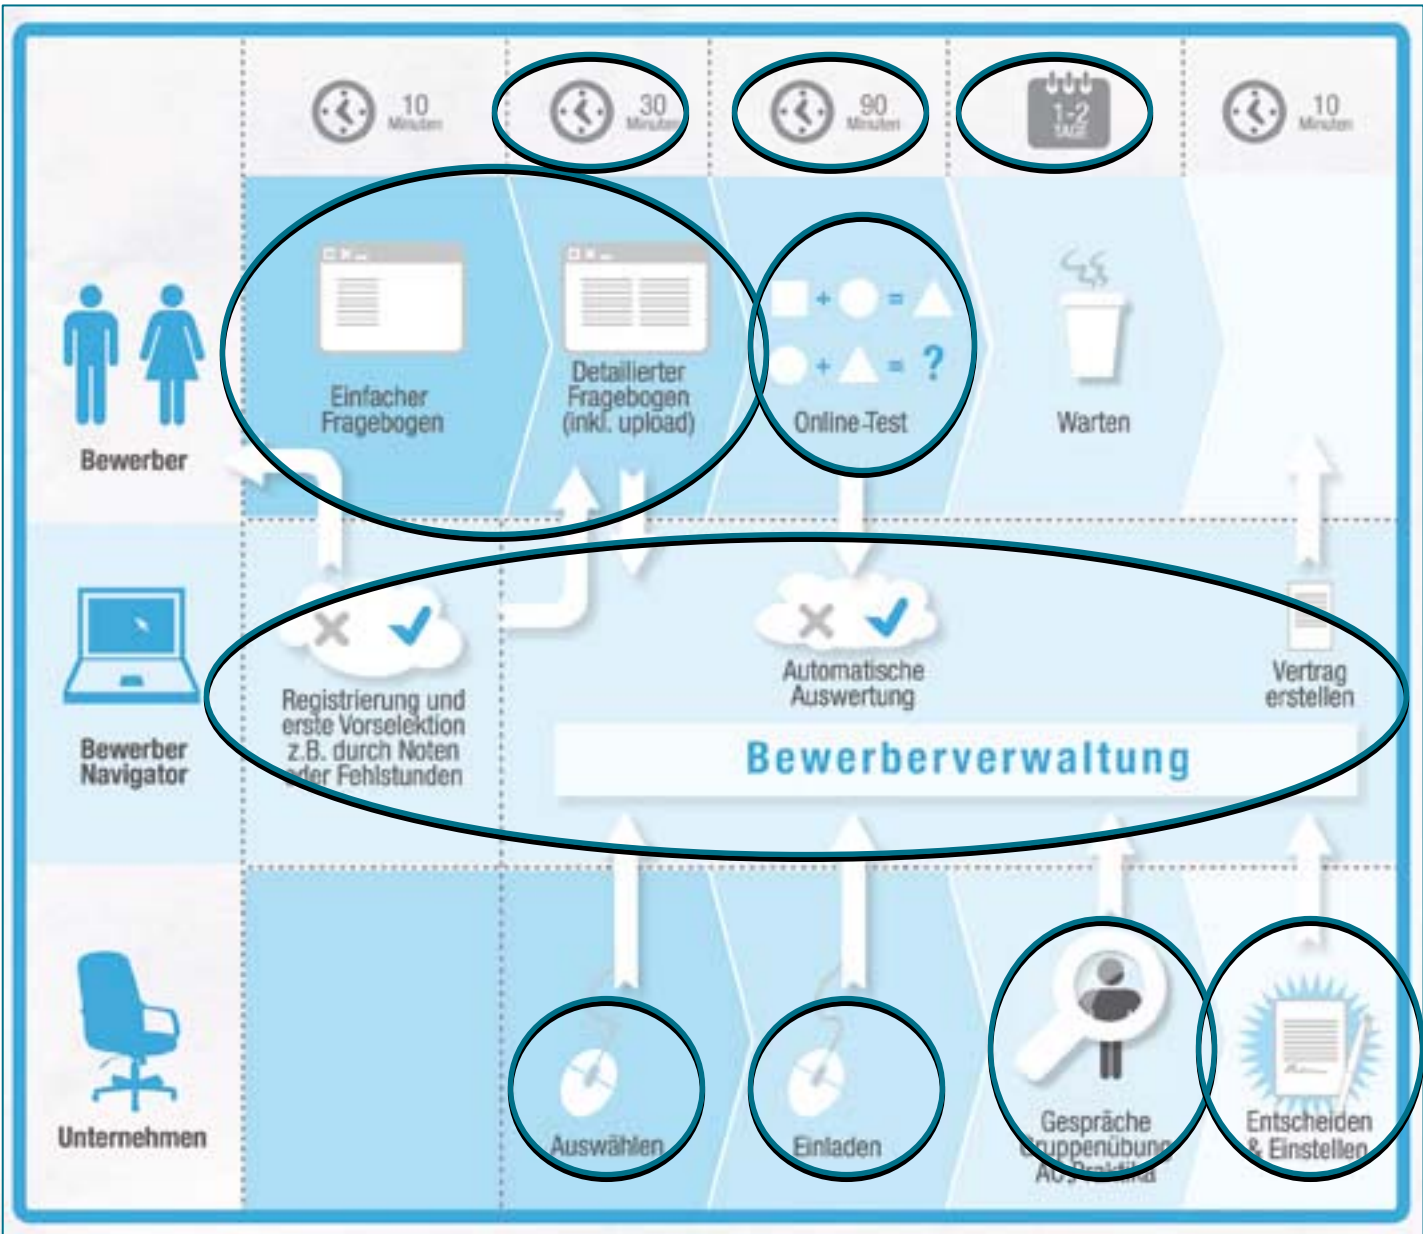 10
Minuten
30
Minuten
90
Minuten
1-2
TAGE
10
Minuten
Einfacher
Fragebogen
Detaillierter
Fragebogen
(inkl. upload)
+ =
+ = ?
Online-Test
Warten
Bewerber
Registrierung und
erste Vorselektion
z.B. durch Noten
oder Fehlstunden
Automatische
Auswertung
Vertrag
erstellen
Bewerber
Navigator
Bewerberverwaltung
Unternehmen
Auswählen
Einladen
Gespräche
Gruppenübung
AC, Praktika
Entscheiden
& Einstellen